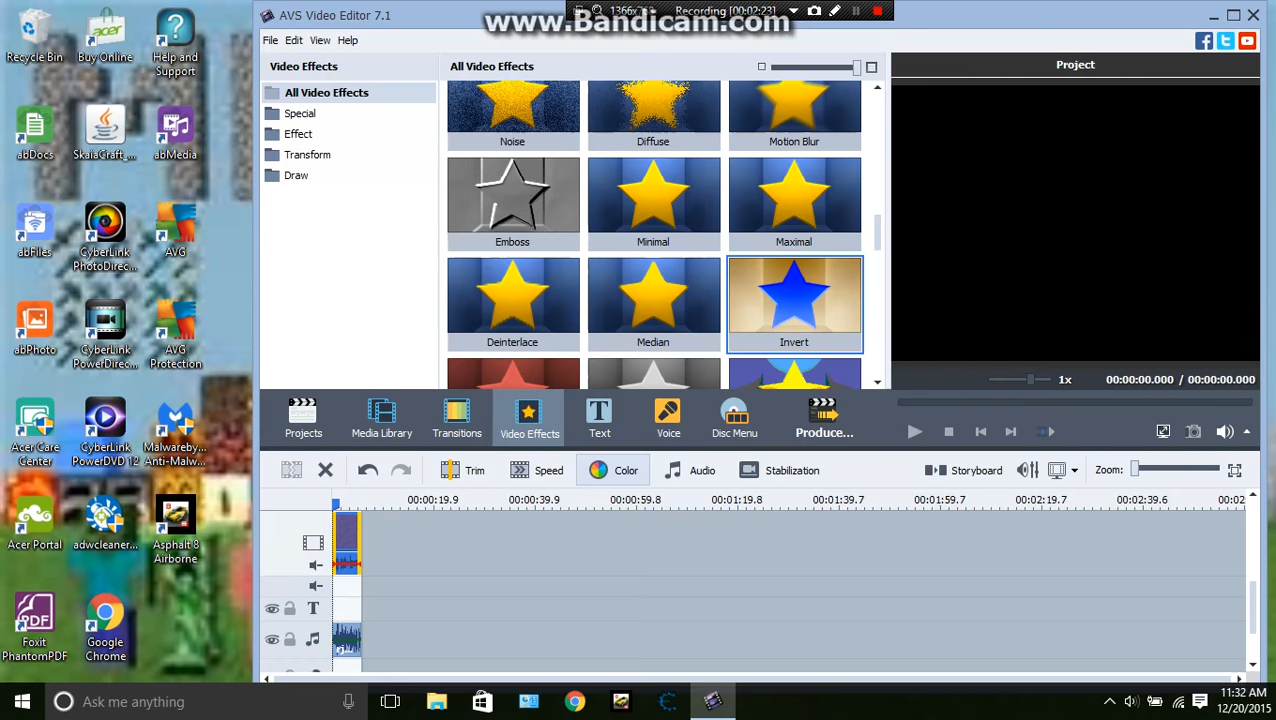 AVS Video Editor 7.1
1366x768 Recording [00:02:23]
www.Bandicam.com
File Edit View Help
Video Effects
All Video Effects
Special
Effect
Transform
Draw
All Video Effects
Noise Diffuse Motion Blur
Emboss Minimal Maximal
Deinterlace Median Invert
Project
1x 00:00:00.000 / 00:00:00.000
Projects Media Library Transitions Video Effects Text Voice Disc Menu Produce...
Trim Speed Color Audio Stabilization Storyboard Zoom:
00:00:19.9 00:00:39.9 00:00:59.8 00:01:19.8 00:01:39.7 00:01:59.7 00:02:19.7 00:02:39.6 00:02
T
Recycle Bin
Buy Online
Help and
Support
abDocs
SkaiaCraft_...
abMedia
abFiles
CyberLink
PhotoDirec...
AVG
abPhoto
CyberLink
PowerDirec...
AVG
Protection
Acer Care
Center
CyberLink
PowerDVD 12
Malwareby...
Anti-Malw...
Acer Portal
adwcleaner...
Asphalt 8
Airborne
Foxit
PhantomPDF
Google
Chrome
Ask me anything
11:32 AM
12/20/2015